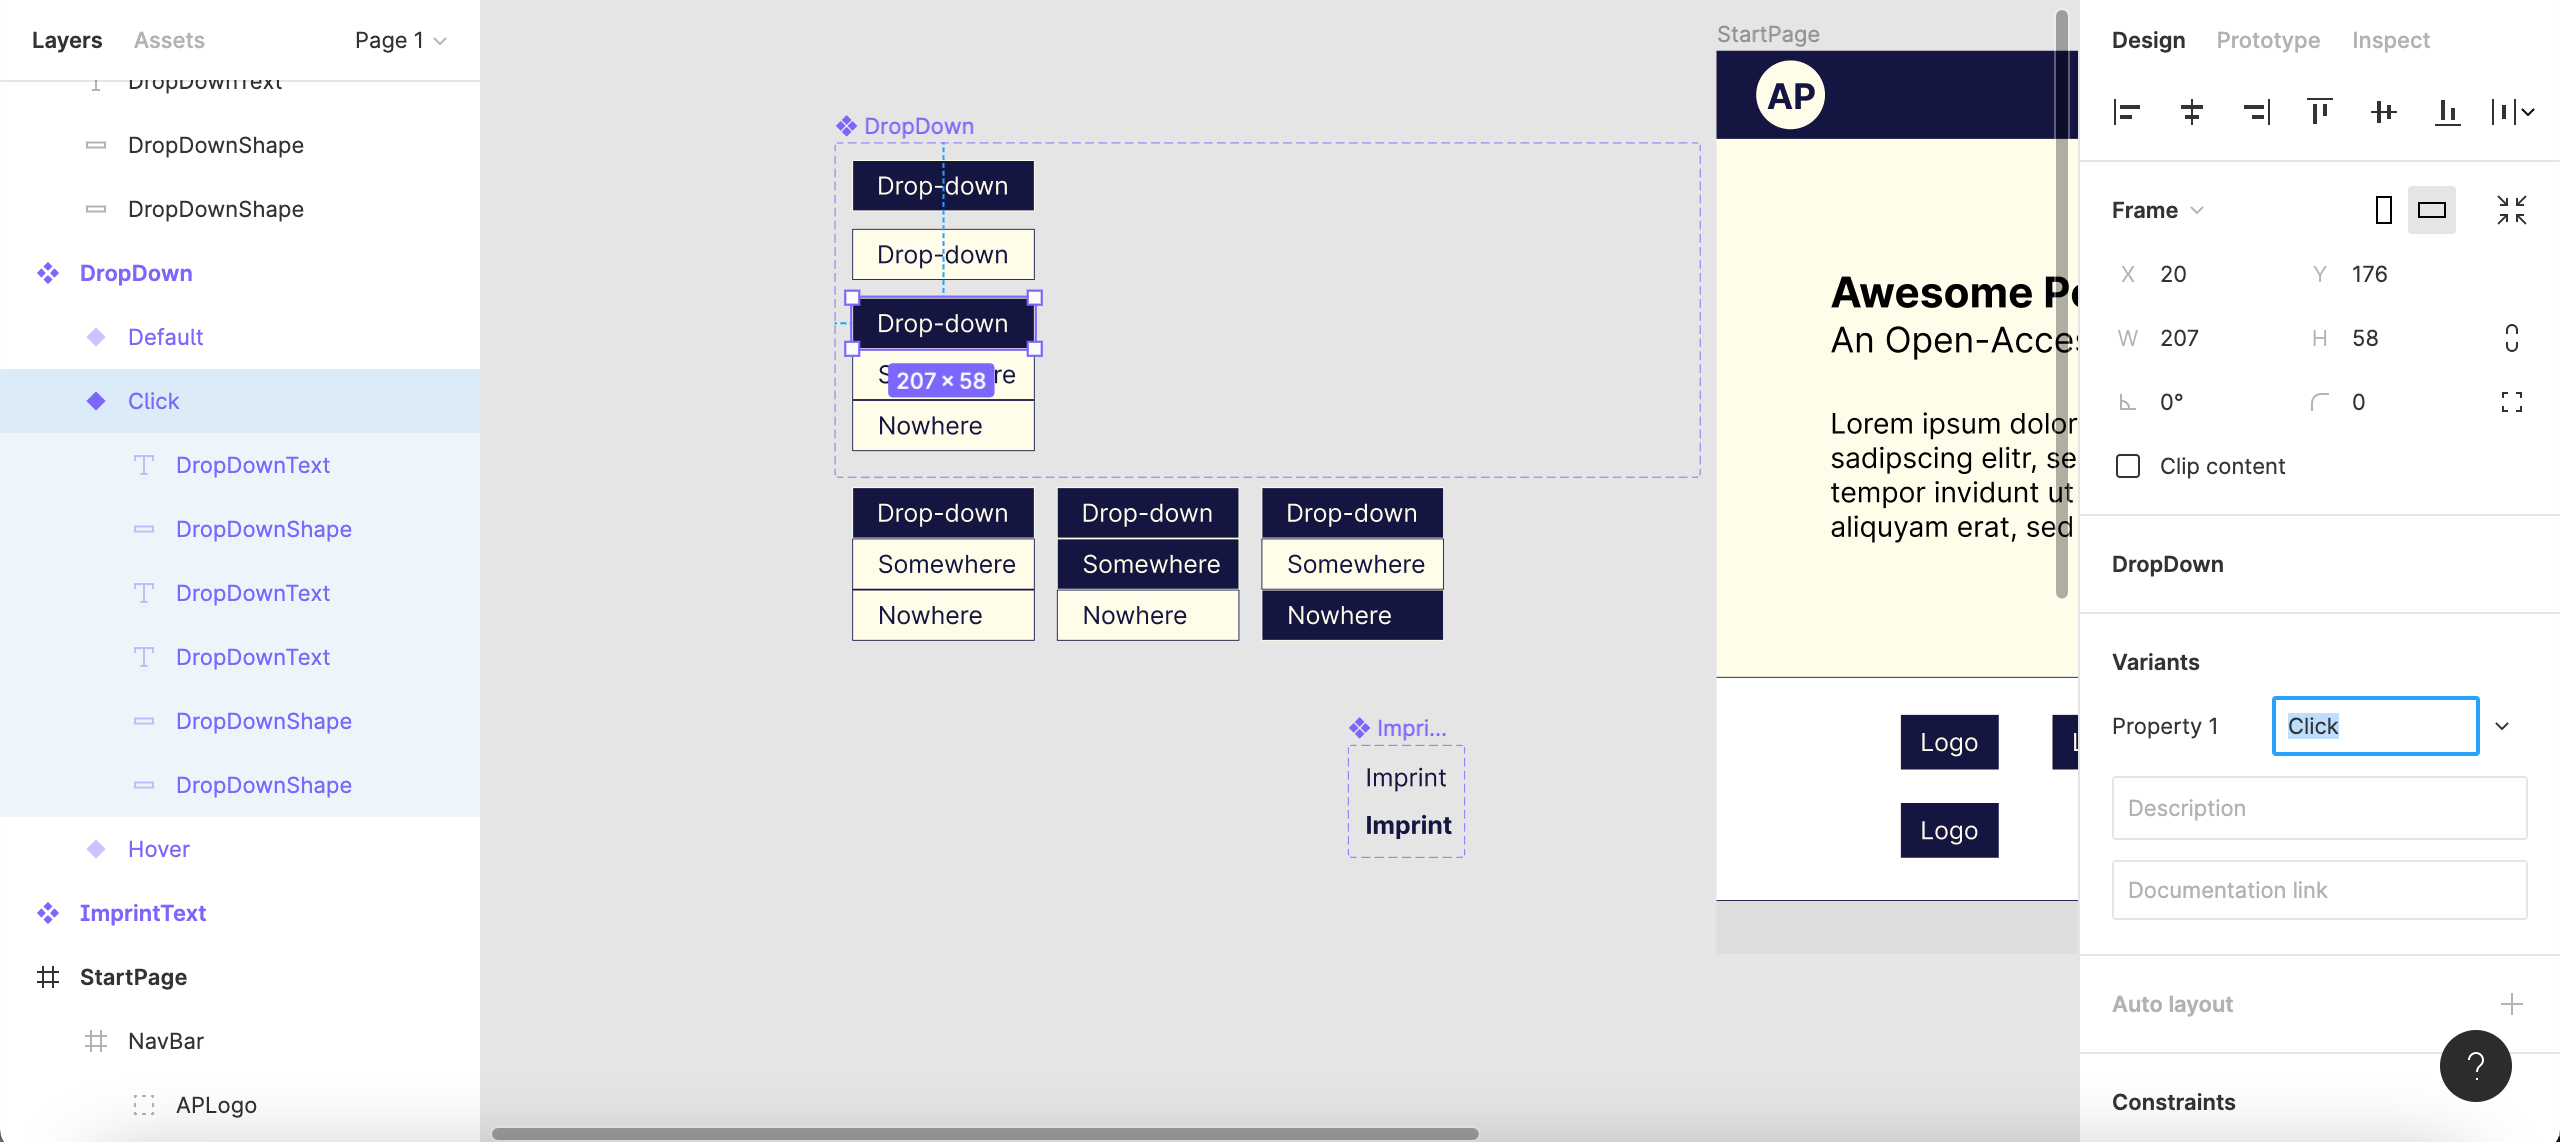 Layers Assets Page 1
DropDownText
DropDownShape
DropDownShape
DropDown
Default
Click
DropDownText
DropDownShape
DropDownText
DropDownText
DropDownShape
DropDownShape
Hover
ImprintText
StartPage
NavBar
APLogo
DropDown
Drop-down
Drop-down
Drop-down
207 × 58
Nowhere
Drop-down Drop-down Drop-down
Somewhere Somewhere Somewhere
Nowhere Nowhere Nowhere
Impri...
Imprint
Imprint
StartPage
AP
Awesome
An Open-Acces
Lorem ipsum dolor
sadipscing elitr, se
tempor invidunt ut
aliquyam erat, sed
Logo L
Logo
Design Prototype Inspect
Frame
X 20 Y 176
W 207 H 58
0° 0
Clip content
DropDown
Variants
Property 1 Click
Description
Documentation link
Auto layout
?
Constraints